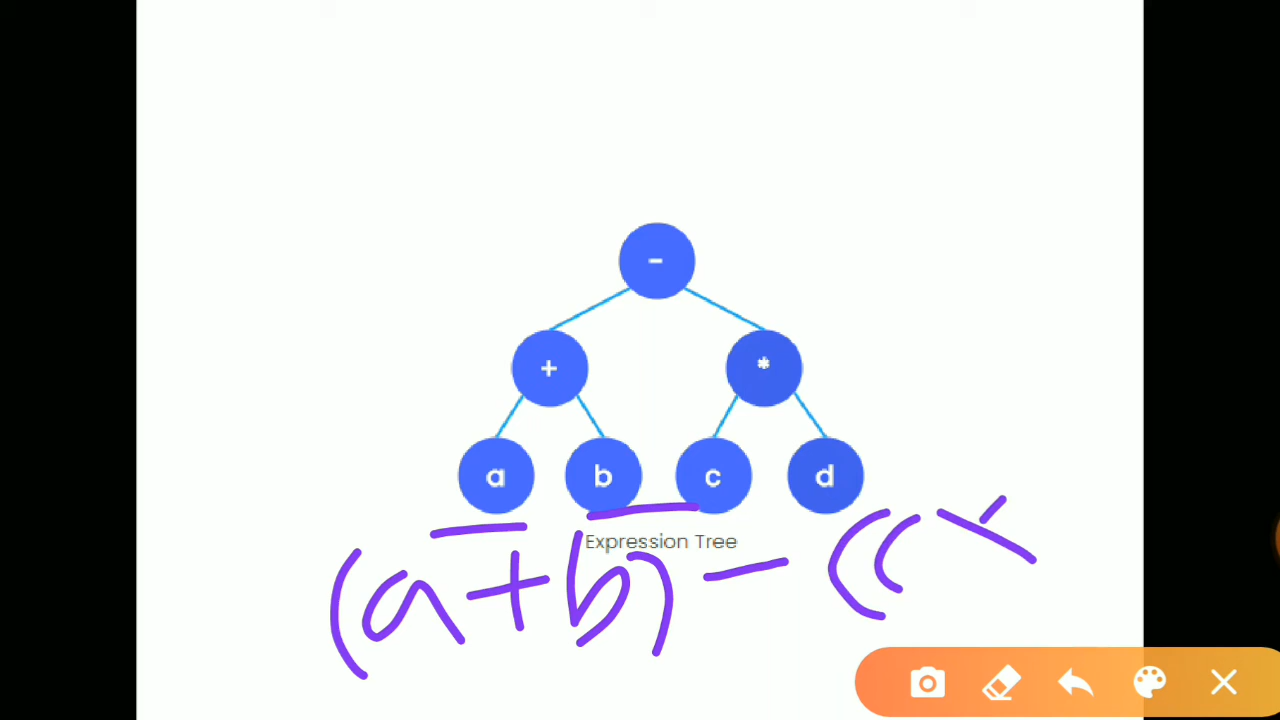 -
+ *
a b c d
Expression Tree
(a+b) - (c ×